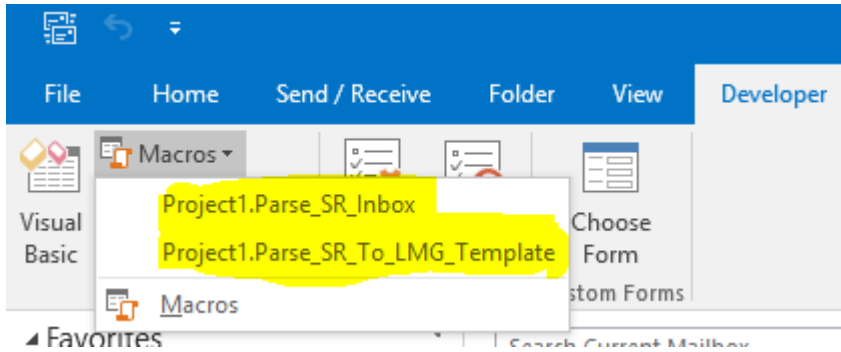 File Home Send / Receive Folder View Developer
Macros
Project1.Parse_SR_Inbox
Visual Choose
Project1.Parse_SR_To_LMG_Template
Basic Form
stom Forms
Macros
Favorites Search Current Mailbox